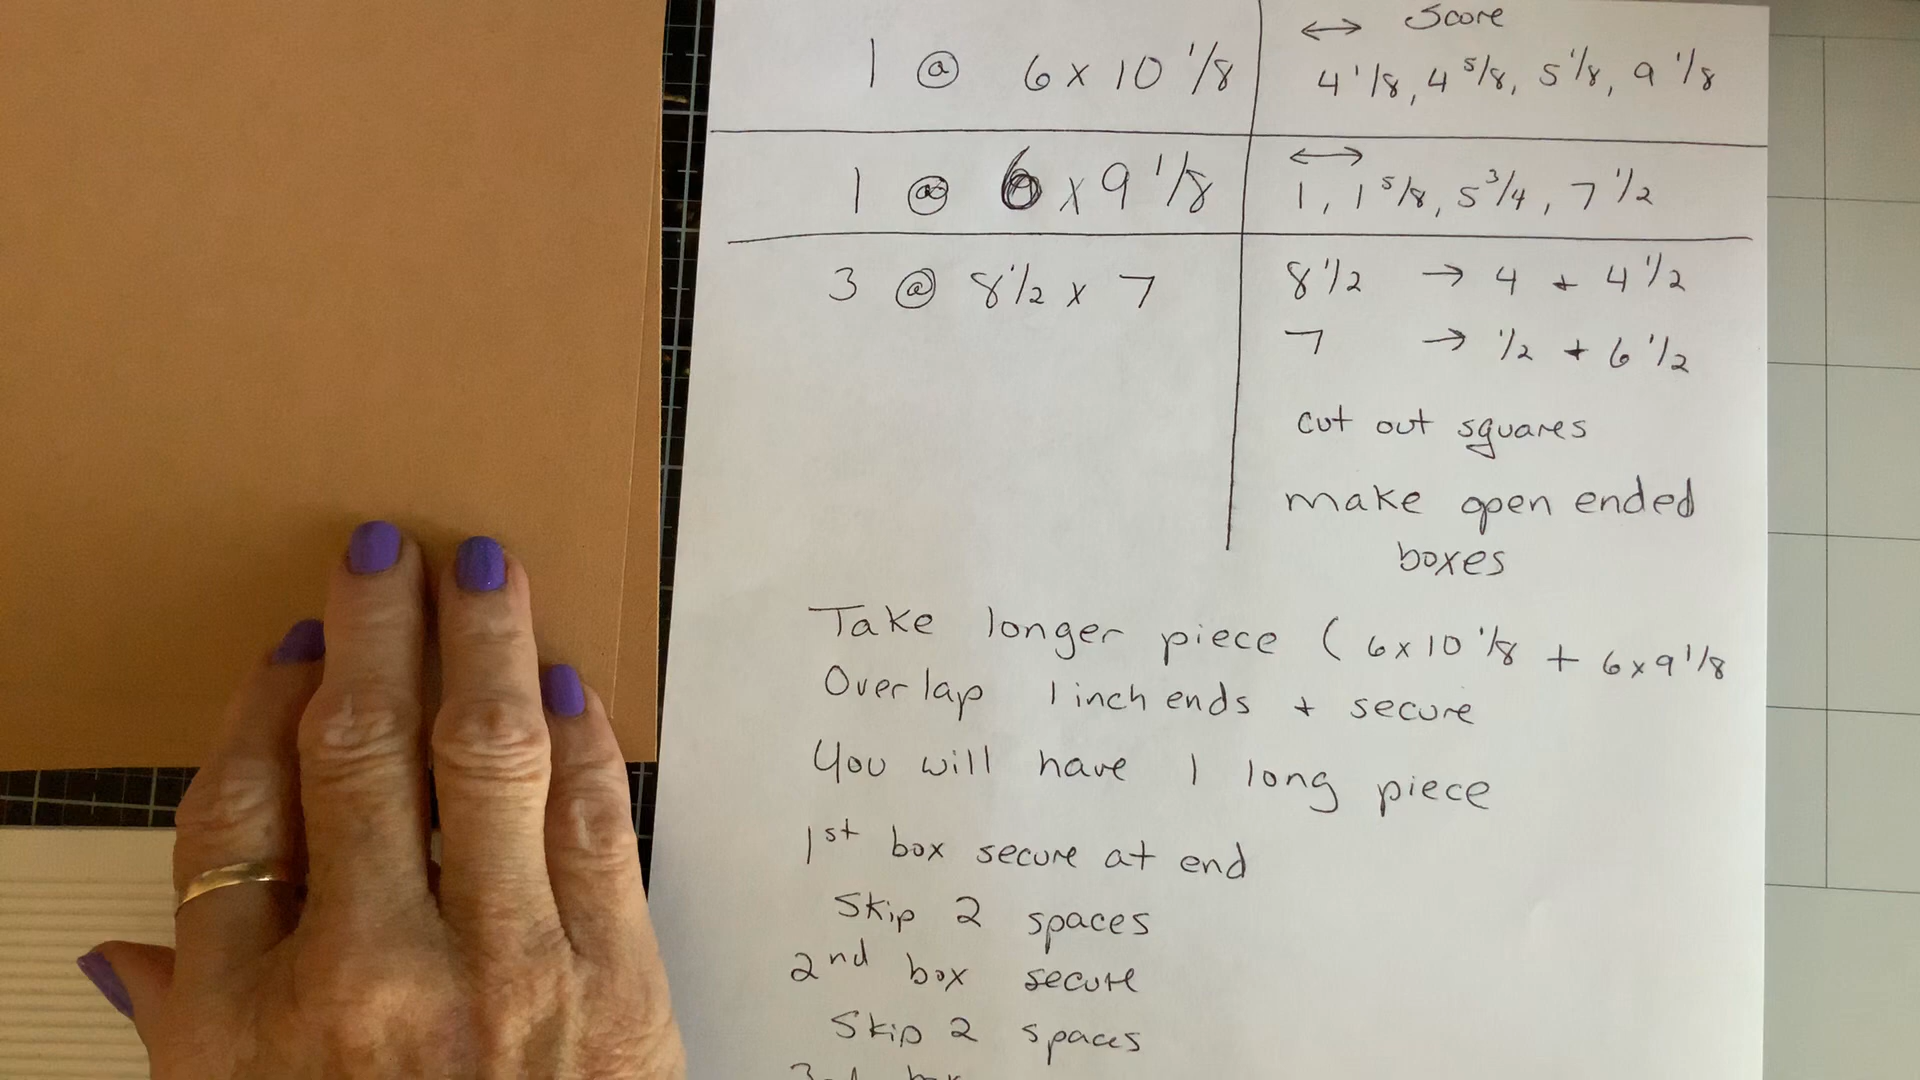 Score
1 @ 6 x 10 1/8 ↔ 4 1/8, 4 5/8, 5 1/8, 9 1/8
1 @ 6 x 9 1/8 ↔ 1, 1 5/8, 5 3/4, 7 1/2
3 @ 8 1/2 x 7 8 1/2 → 4 + 4 1/2
7 → 1/2 + 6 1/2
cut out squares
make open ended
boxes
Take longer piece ( 6 x 10 1/8 + 6 x 9 1/8
Overlap 1 inch ends + secure
You will have 1 long piece
1st box secure at end
Skip 2 spaces
2nd box secure
Skip 2 spaces